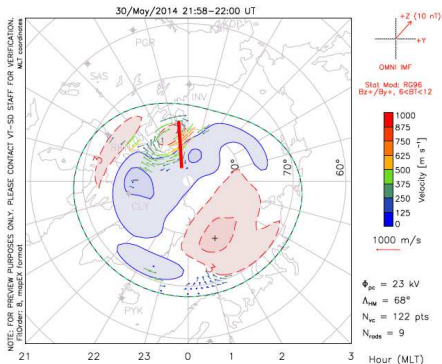 30/May/2014 21:58-22:00 UT
NOTE: FOR PREVIEW PURPOSES ONLY. PLEASE CONTACT VT-SD STAFF FOR VERIFICATION.
FitOrder: 8, mapEX format
MLT coordinates
PGR
SAS
INV
CLY
PYK
80°
70°
60°
+Z (10 nT)
+Y
OMNI IMF
Stat Mod: RG96
Bz+/By+, 6<BT<12
1000
875
750
625
500
375
250
125
0
Velocity [m s⁻¹]
1000 m/s
Φpc = 23 kV
ΛHM = 68°
Nvc = 122 pts
Nrads = 9
21 22 23 0 1 2 3
Hour (MLT)